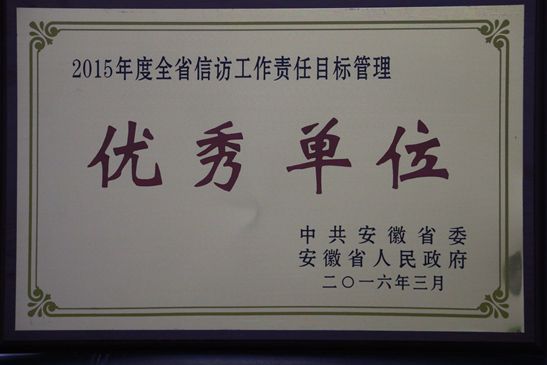 2015年度全省信访工作责任目标管理
优秀单位
中共安徽省委
安徽省人民政府
二〇一六年三月